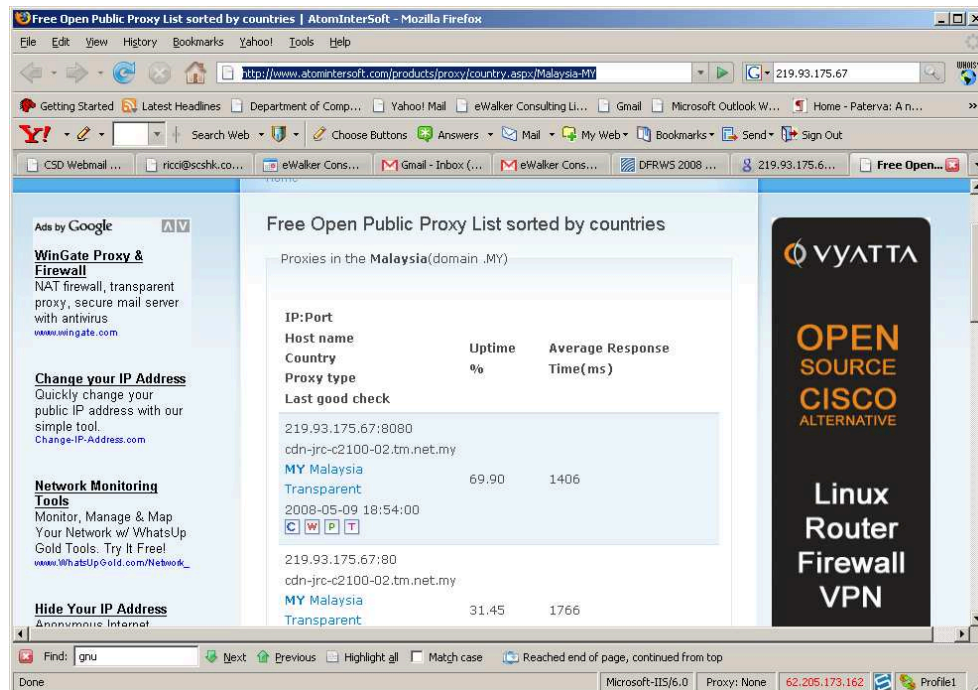 Free Open Public Proxy List sorted by countries | AtomInterSoft - Mozilla Firefox
File Edit View History Bookmarks Yahoo! Tools Help
http://www.atomintersoft.com/products/proxy/country.aspx/Malaysia-MY 219.93.175.67 WHOIS
Getting Started Latest Headlines Department of Comp... Yahoo! Mail eWalker Consulting Li... Gmail Microsoft Outlook W... Home - Paterva: A n... »
Y! Search Web Choose Buttons Answers Mail My Web Bookmarks Send Sign Out
CSD Webmail ... ricci@scshk.co... eWalker Cons... Gmail - Inbox (... eWalker Cons... DFRWS 2008 ... 219.93.175.6... Free Open...
Home
Free Open Public Proxy List sorted by countries
Proxies in the Malaysia(domain .MY)
IP:Port
Host name
Country
Proxy type
Last good check
Uptime
%
Average Response
Time(ms)
219.93.175.67:8080
cdn-jrc-c2100-02.tm.net.my
MY Malaysia
Transparent
2008-05-09 18:54:00
C W P T
69.90
1406
219.93.175.67:80
cdn-jrc-c2100-02.tm.net.my
MY Malaysia
Transparent
31.45
1766
Ads by Google
WinGate Proxy &
Firewall
NAT firewall, transparent
proxy, secure mail server
with antivirus
www.wingate.com
Change your IP Address
Quickly change your
public IP address with our
simple tool.
Change-IP-Address.com
Network Monitoring
Tools
Monitor, Manage & Map
Your Network w/ WhatsUp
Gold Tools. Try It Free!
www.WhatsUpGold.com/Network_
Hide Your IP Address
Anonymous Internet
VYATTA
OPEN
SOURCE
CISCO
ALTERNATIVE
Linux
Router
Firewall
VPN
Find: gnu Next Previous Highlight all Match case Reached end of page, continued from top
Done Microsoft-IIS/6.0 Proxy: None 62.205.173.162 Profile1